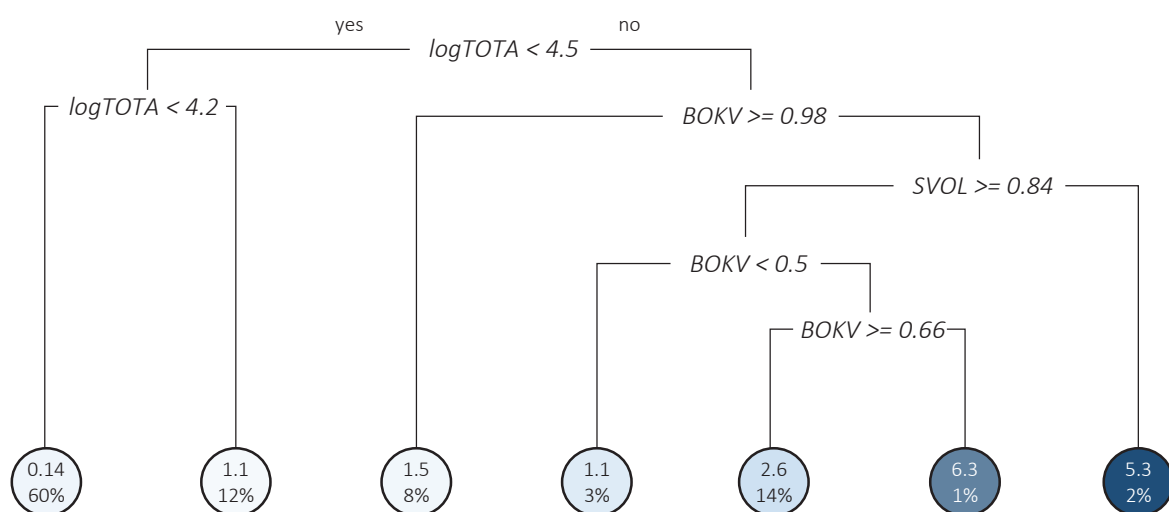 yes
no
logTOTA < 4.5
logTOTA < 4.2
BOKV >= 0.98
SVOL >= 0.84
BOKV < 0.5
BOKV >= 0.66
0.14
60%
1.1
12%
1.5
8%
1.1
3%
2.6
14%
6.3
1%
5.3
2%